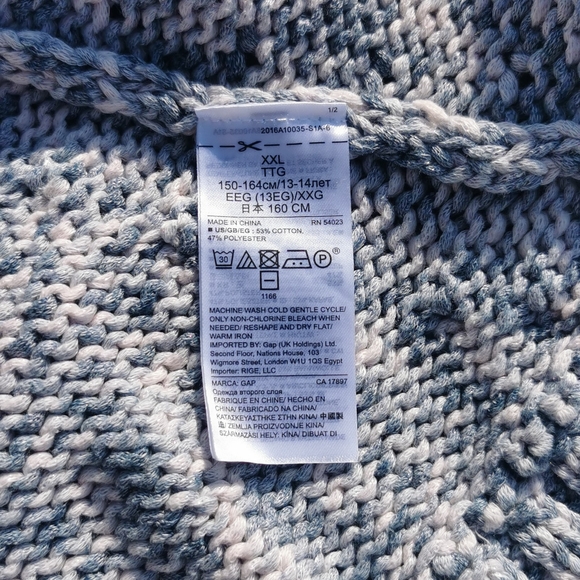 1/2
2016A10035-S1A-6
XXL
TTG
150-164см/13-14лет
EEG (13EG)/XXG
日本 160 CM
MADE IN CHINA RN 54023
■ US/GB/EG : 53% COTTON,
47% POLYESTER
30 P ®
1166
MACHINE WASH COLD GENTLE CYCLE/
ONLY NON-CHLORINE BLEACH WHEN
NEEDED/ RESHAPE AND DRY FLAT/
WARM IRON
IMPORTED BY: Gap (UK Holdings) Ltd.
Second Floor, Nations House, 103
Wigmore Street, London W1U 1QS Egypt
Importer: RIGE, LLC
MARCA: GAP CA 17897
Одежда второго слоя
FABRIQUE EN CHINE/ HECHO EN
CHINA/ FABRICADO NA CHINA/
ΚΑΤΑΣΚΕΥΑΣΤΗΚΕ ΣΤΗΝ ΚΙΝΑ/ 中國製
造/ ZEMLJA PROIZVODNJE KINA/
SZÁRMAZÁSI HELY: KÍNA/ DIBUAT DI